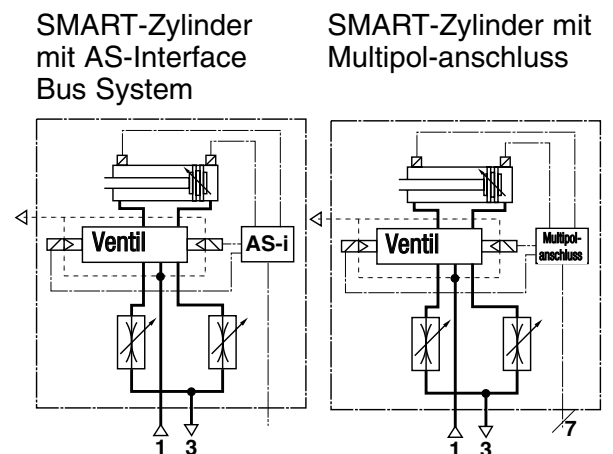 SMART-Zylinder
mit AS-Interface
Bus System
SMART-Zylinder mit
Multipol-anschluss
Ventil
AS-i
1
3
Ventil
Multipol-
anschluss
1
3
7